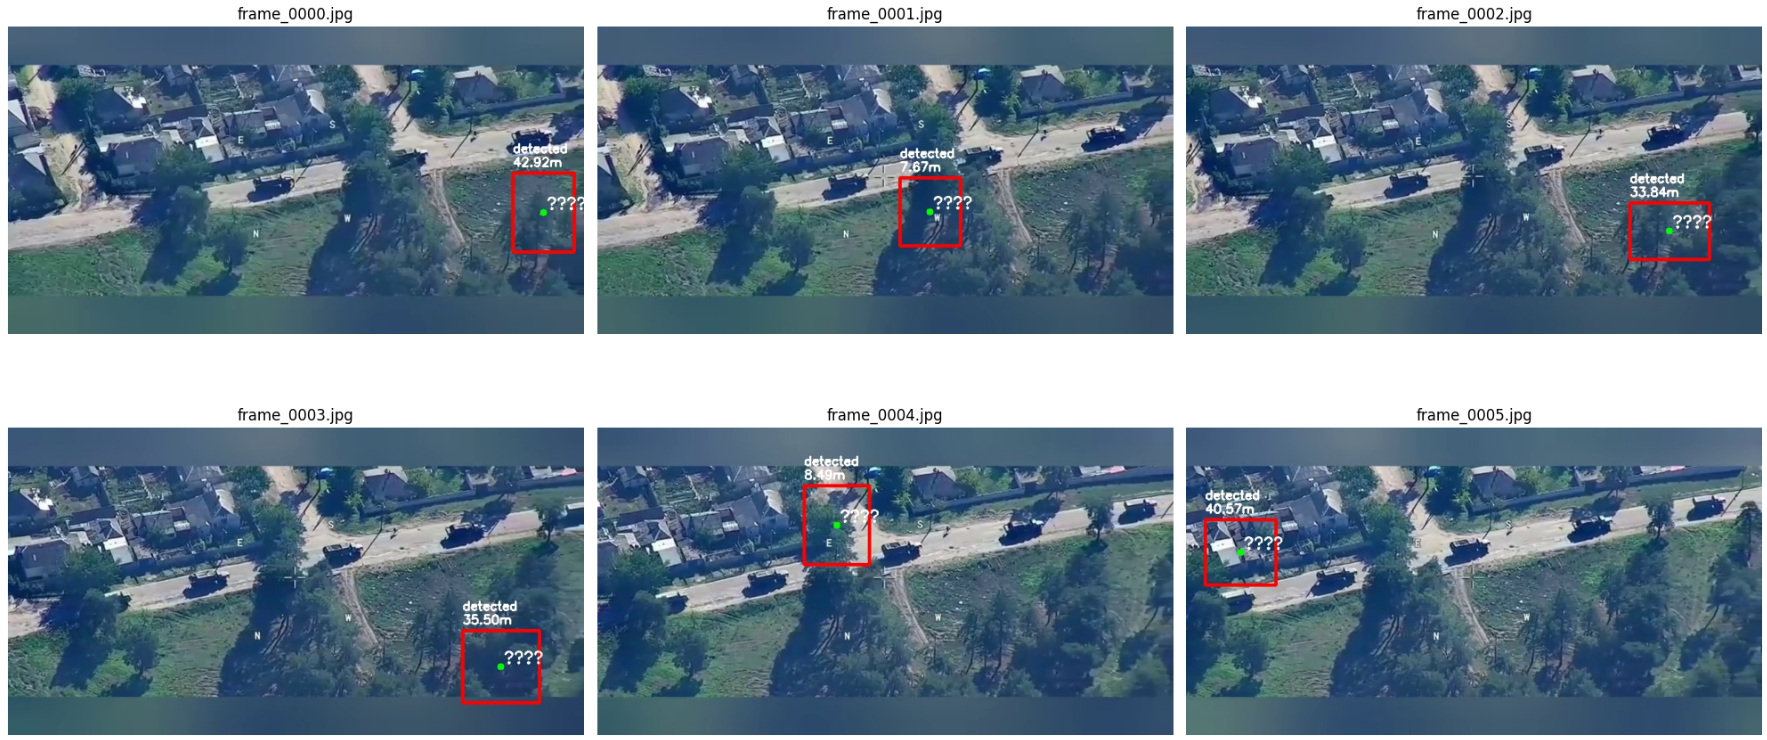 frame_0000.jpg
S
E
detected
42.92m
????
W
N
frame_0001.jpg
S
E
detected
7.67m
????
W
N
frame_0002.jpg
S
E
detected
33.84m
????
W
N
frame_0003.jpg
S
E
detected
35.50m
????
W
N
frame_0004.jpg
detected
8.49m
????
S
E
W
N
frame_0005.jpg
detected
40.57m
????
S
E
W
N